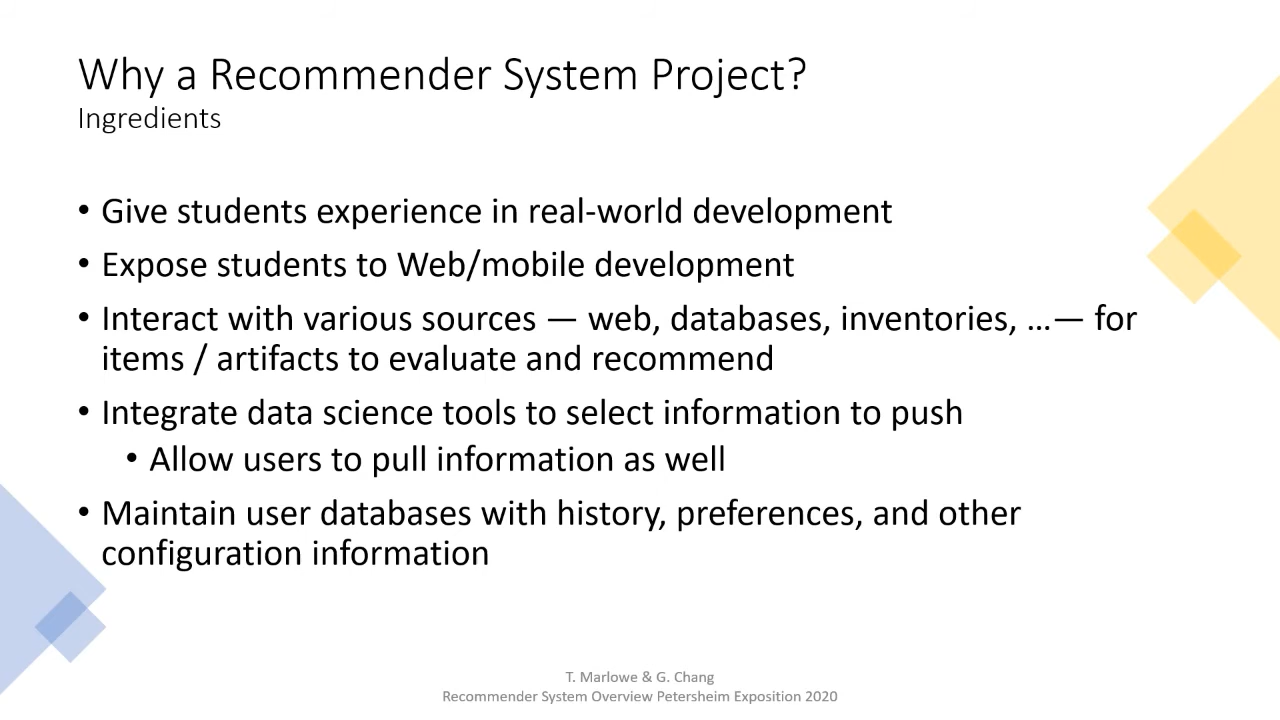 Why a Recommender System Project?
Ingredients
• Give students experience in real-world development
• Expose students to Web/mobile development
• Interact with various sources — web, databases, inventories, …— for
items / artifacts to evaluate and recommend
• Integrate data science tools to select information to push
• Allow users to pull information as well
• Maintain user databases with history, preferences, and other
configuration information
T. Marlowe & G. Chang
Recommender System Overview Petersheim Exposition 2020